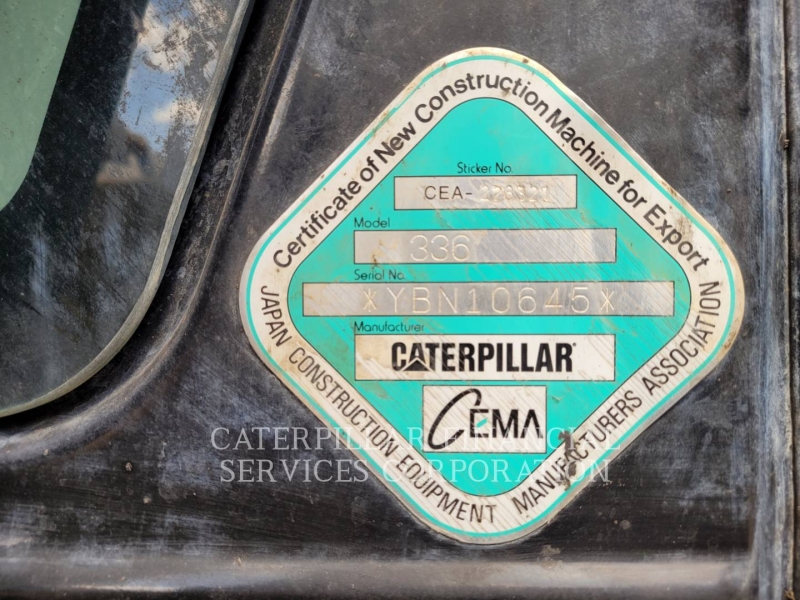 Certificate of New Construction Machine for Export
Sticker No.
CEA-
Model
336
Serial No.
*YBN10645*
Manufacturer
CATERPILLAR
CEMA
JAPAN CONSTRUCTION EQUIPMENT MANUFACTURERS ASSOCIATION
CATERPILLAR FINANCIAL
SERVICES CORPORATION